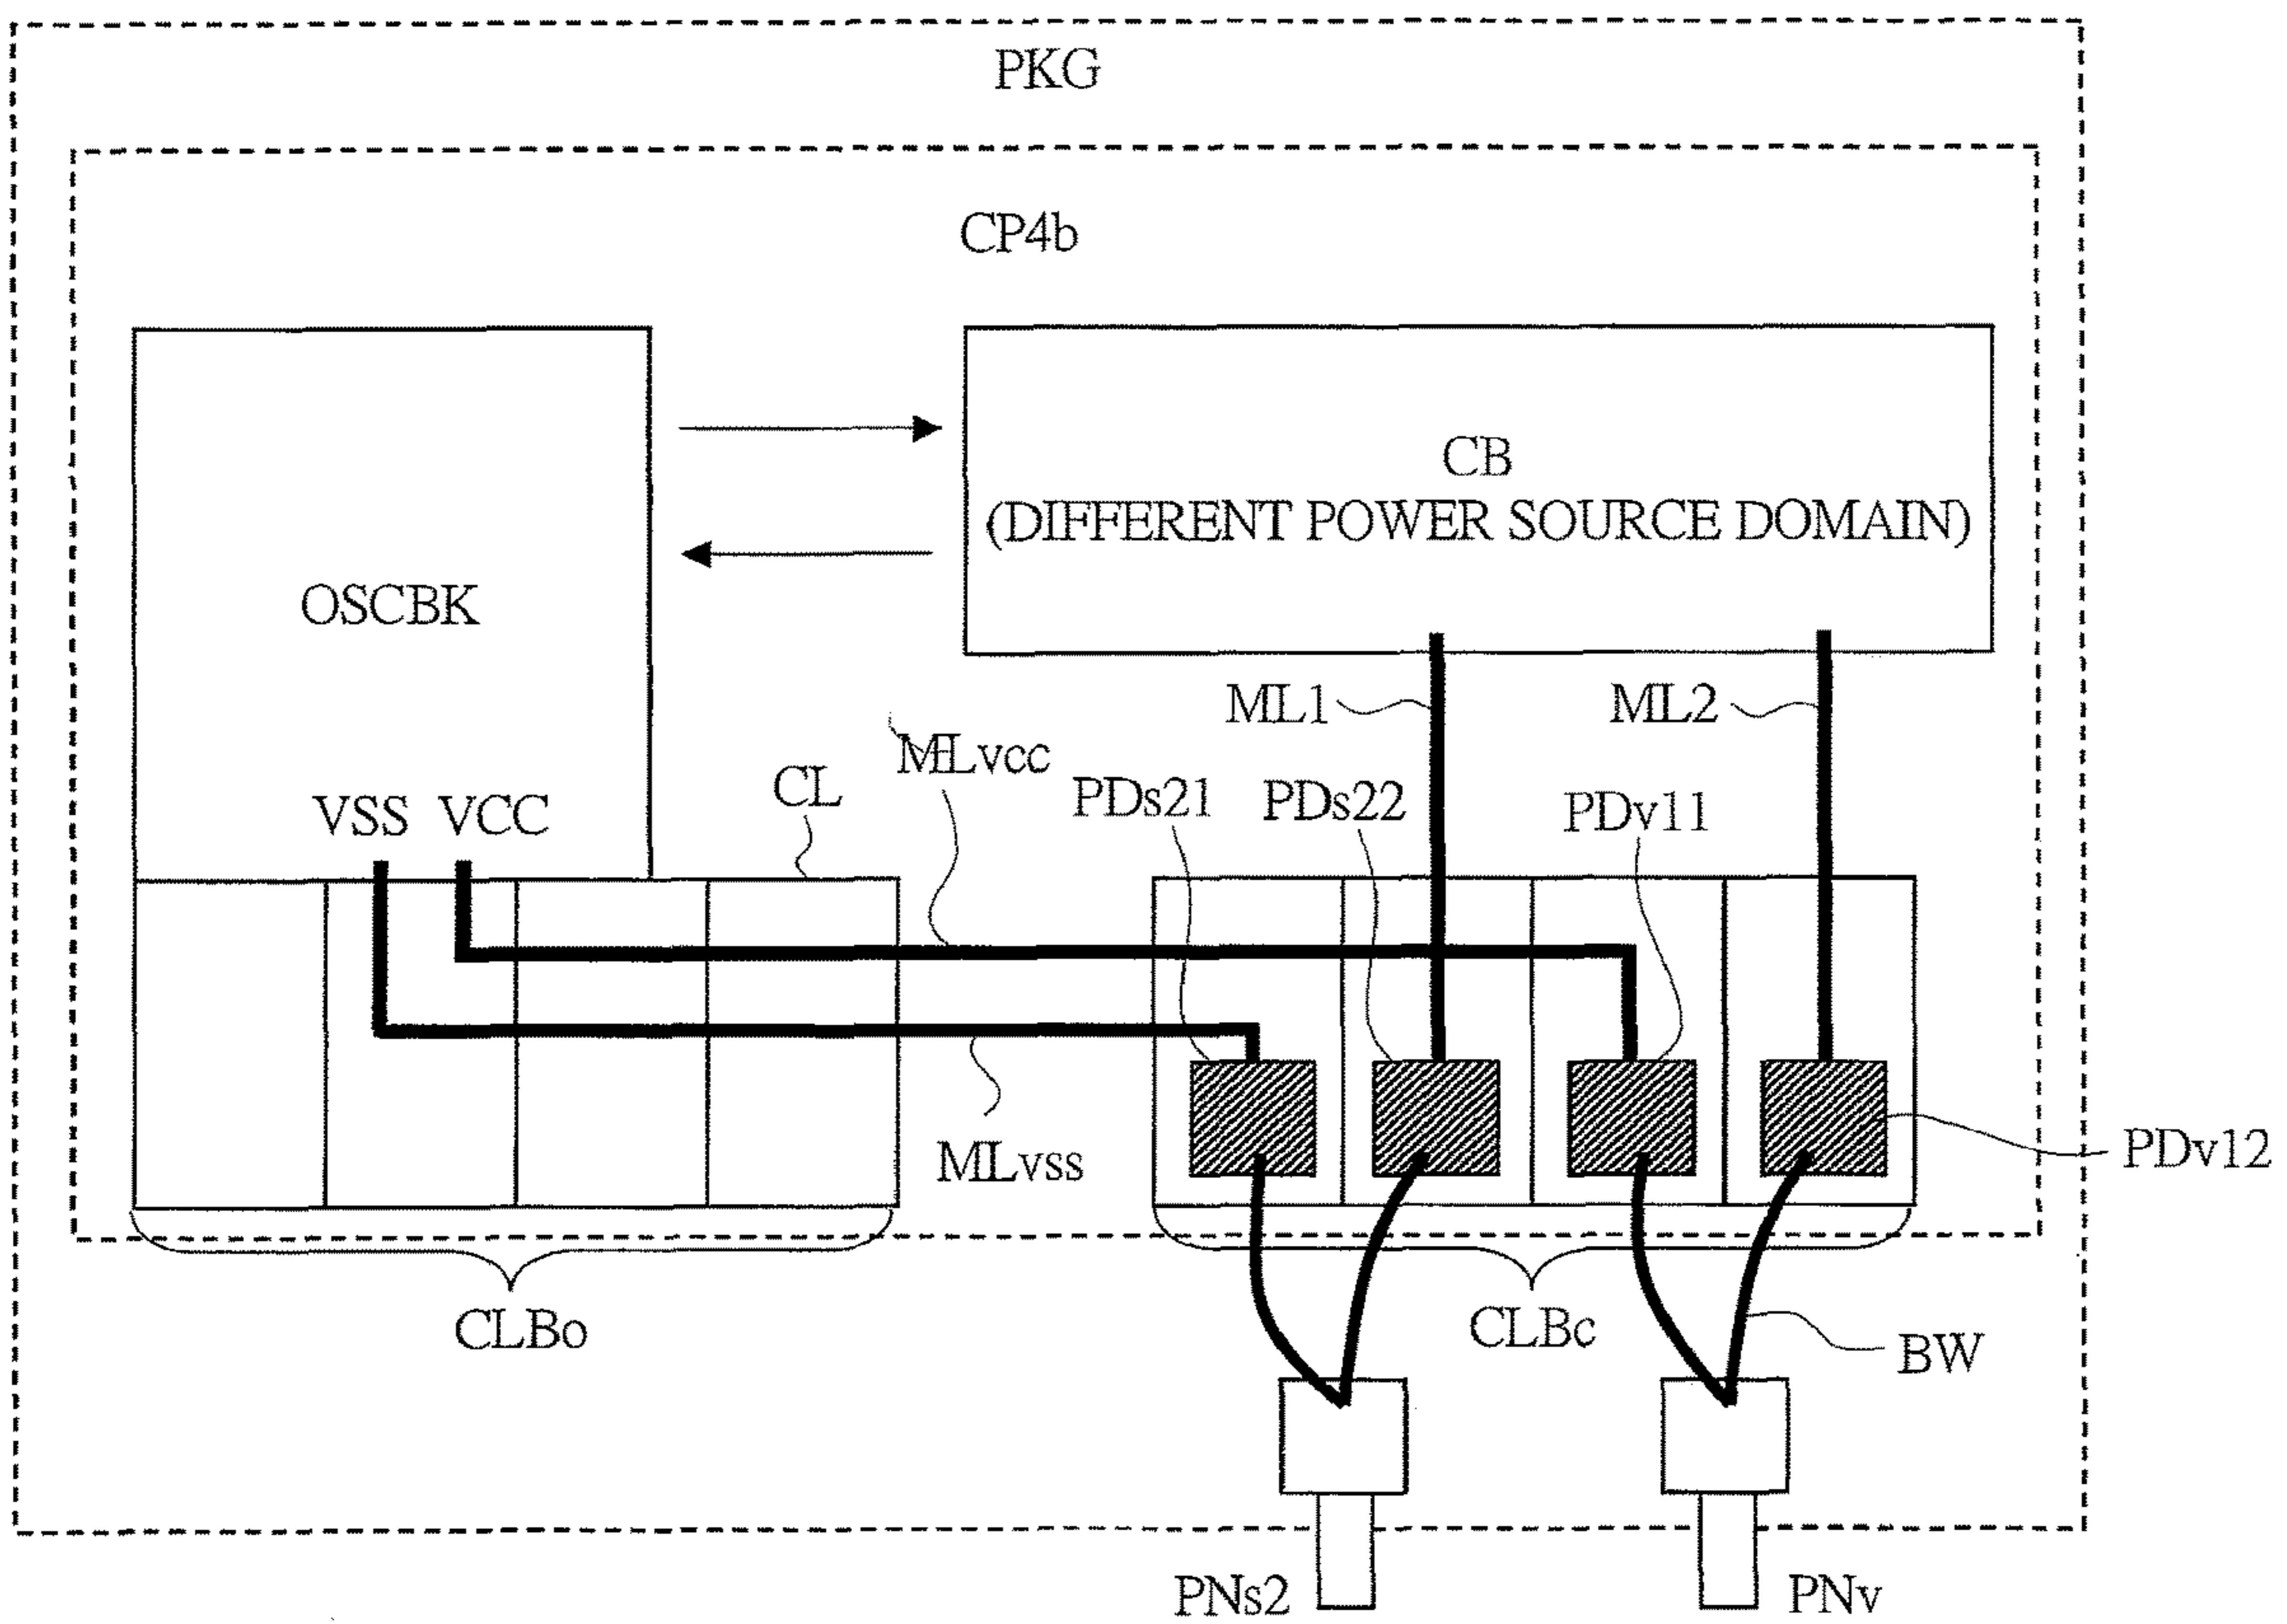 PKG
CP4b
CB
(DIFFERENT POWER SOURCE DOMAIN)
OSCBK
ML1
ML2
MLvcc
CL
PDs21
PDs22
PDv11
VSS
VCC
MLvss
PDv12
CLBo
CLBc
BW
PNs2
PNv